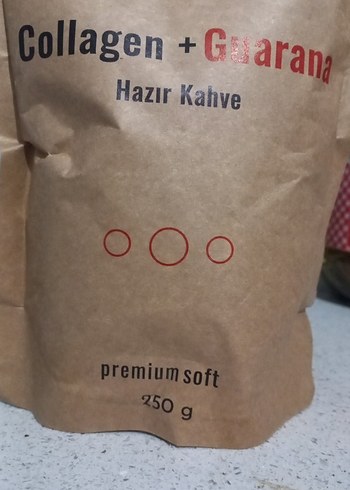 Collagen + Guarana
Hazır Kahve
premium soft
250 g